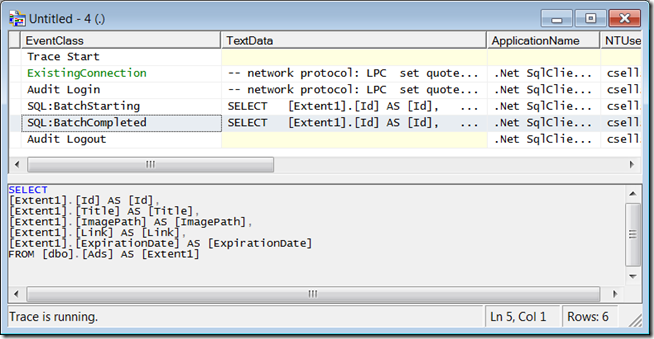 Untitled - 4 (.)
EventClass TextData ApplicationName NTUse
Trace Start
ExistingConnection -- network protocol: LPC set quote... .Net SqlClie... csell
Audit Login -- network protocol: LPC set quote... .Net SqlClie... csell
SQL:BatchStarting SELECT [Extent1].[Id] AS [Id], ... .Net SqlClie... csell
SQL:BatchCompleted SELECT [Extent1].[Id] AS [Id], ... .Net SqlClie... csell
Audit Logout .Net SqlClie... csell
SELECT
[Extent1].[Id] AS [Id],
[Extent1].[Title] AS [Title],
[Extent1].[ImagePath] AS [ImagePath],
[Extent1].[Link] AS [Link],
[Extent1].[ExpirationDate] AS [ExpirationDate]
FROM [dbo].[Ads] AS [Extent1]
Trace is running. Ln 5, Col 1 Rows: 6